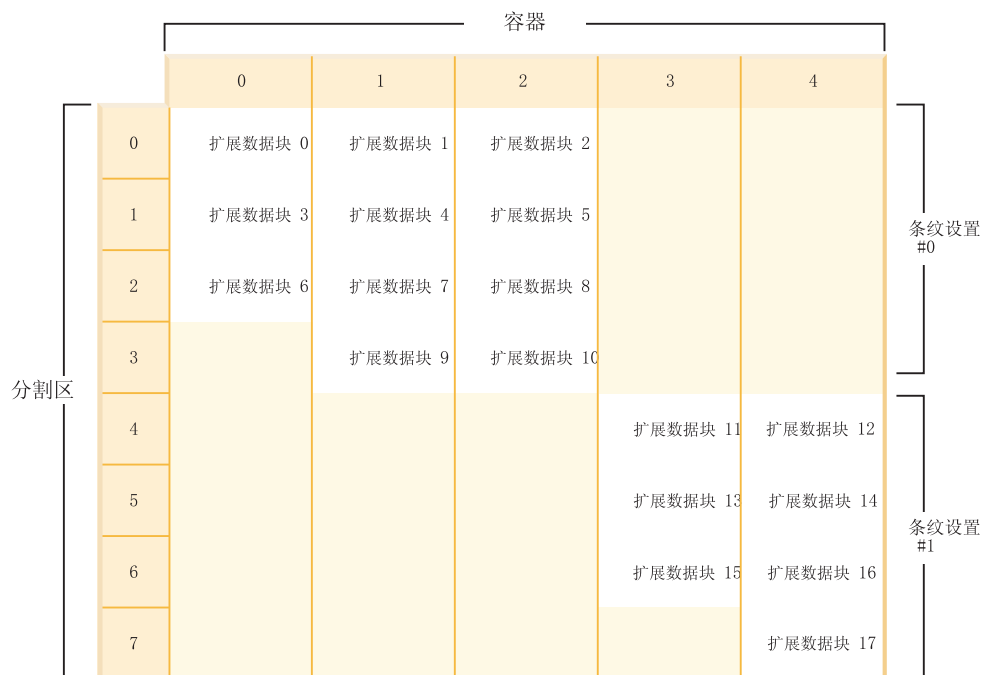 容器
0 1 2 3 4
0 扩展数据块 0 扩展数据块 1 扩展数据块 2
1 扩展数据块 3 扩展数据块 4 扩展数据块 5
条纹设置
#0
2 扩展数据块 6 扩展数据块 7 扩展数据块 8
3 扩展数据块 9 扩展数据块 10
分割区
4 扩展数据块 11 扩展数据块 12
5 扩展数据块 13 扩展数据块 14
条纹设置
#1
6 扩展数据块 15 扩展数据块 16
7 扩展数据块 17